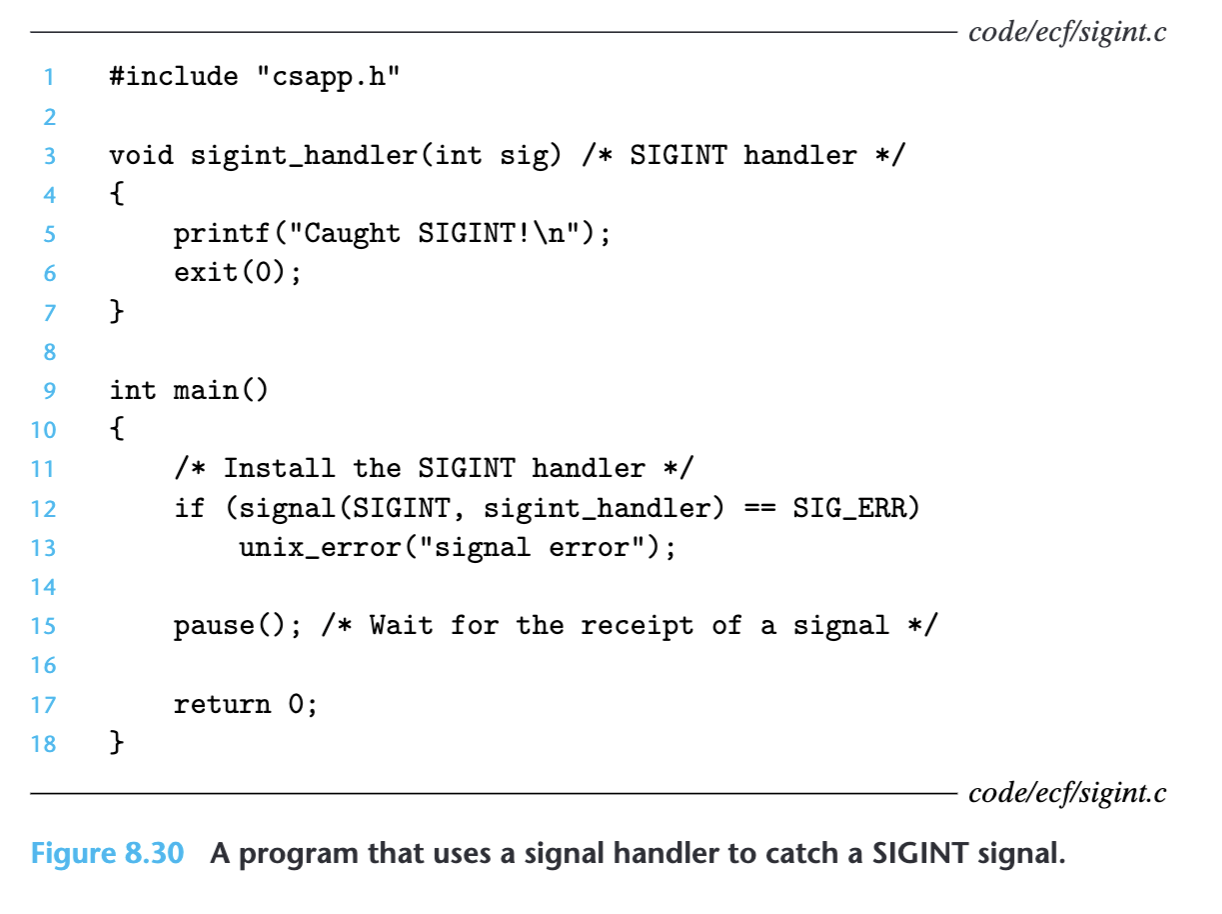 code/ecf/sigint.c
1 #include "csapp.h"
2
3 void sigint_handler(int sig) /* SIGINT handler */
4 {
5     printf("Caught SIGINT!\n");
6     exit(0);
7 }
8
9 int main()
10 {
11     /* Install the SIGINT handler */
12     if (signal(SIGINT, sigint_handler) == SIG_ERR)
13         unix_error("signal error");
14
15     pause(); /* Wait for the receipt of a signal */
16
17     return 0;
18 }
code/ecf/sigint.c
Figure 8.30 A program that uses a signal handler to catch a SIGINT signal.